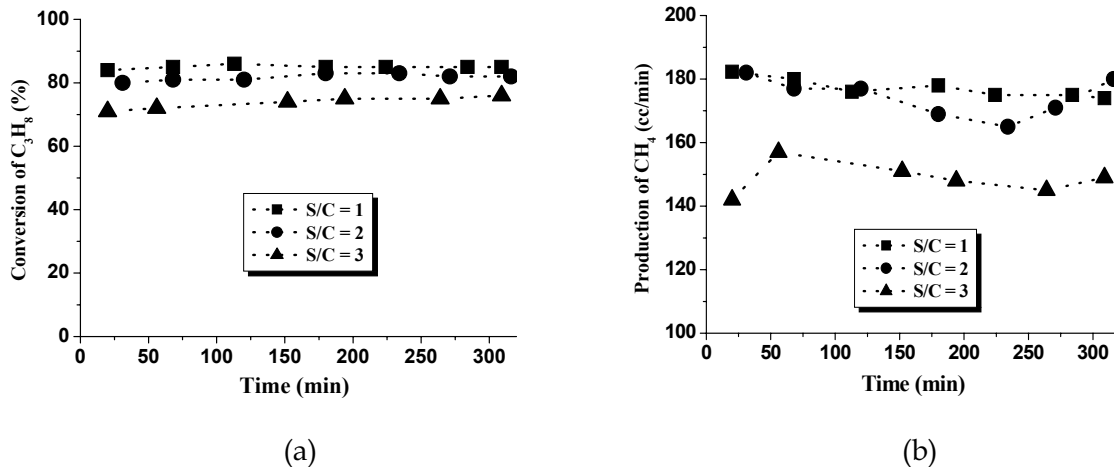 100
80
60
40
20
0
Conversion of C₃H₈ (%)
S/C = 1
S/C = 2
S/C = 3
0 50 100 150 200 250 300
Time (min)
(a)
200
180
160
140
120
100
Production of CH₄ (cc/min)
S/C = 1
S/C = 2
S/C = 3
0 50 100 150 200 250 300
Time (min)
(b)